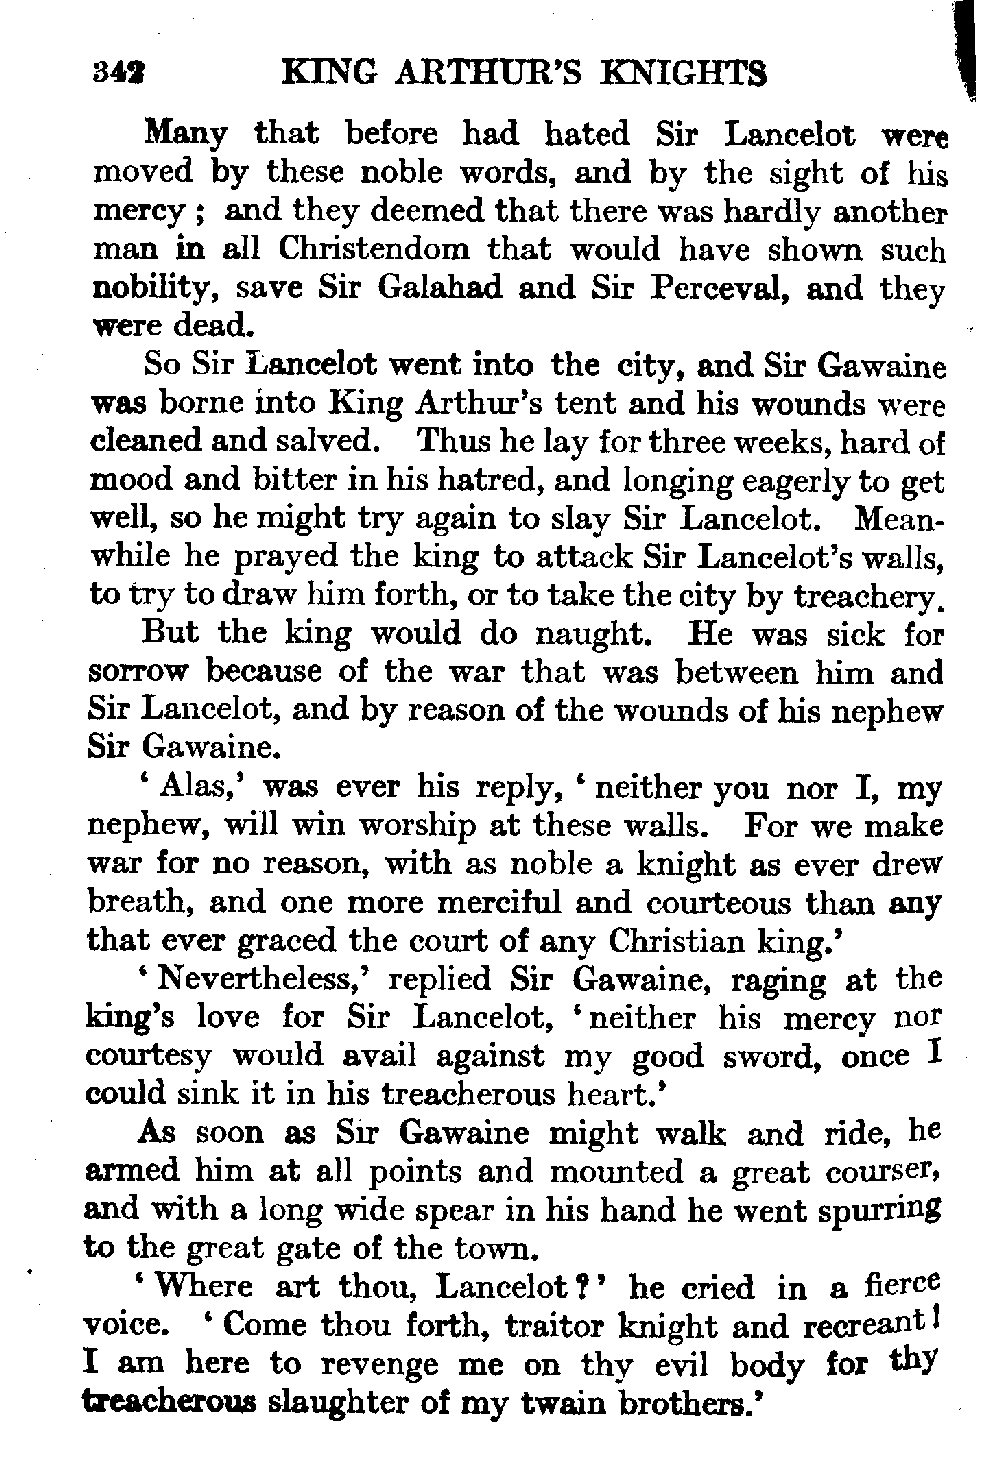 342 KING ARTHUR'S KNIGHTS
Many that before had hated Sir Lancelot were
moved by these noble words, and by the sight of his
mercy ; and they deemed that there was hardly another
man in all Christendom that would have shown such
nobility, save Sir Galahad and Sir Perceval, and they
were dead.
So Sir Lancelot went into the city, and Sir Gawaine
was borne into King Arthur's tent and his wounds were
cleaned and salved. Thus he lay for three weeks, hard of
mood and bitter in his hatred, and longing eagerly to get
well, so he might try again to slay Sir Lancelot. Mean-
while he prayed the king to attack Sir Lancelot's walls,
to try to draw him forth, or to take the city by treachery.
But the king would do naught. He was sick for
sorrow because of the war that was between him and
Sir Lancelot, and by reason of the wounds of his nephew
Sir Gawaine.
‘ Alas,’ was ever his reply, ‘ neither you nor I, my
nephew, will win worship at these walls. For we make
war for no reason, with as noble a knight as ever drew
breath, and one more merciful and courteous than any
that ever graced the court of any Christian king.’
‘ Nevertheless,’ replied Sir Gawaine, raging at the
king's love for Sir Lancelot, ‘ neither his mercy nor
courtesy would avail against my good sword, once I
could sink it in his treacherous heart.’
As soon as Sir Gawaine might walk and ride, he
armed him at all points and mounted a great courser,
and with a long wide spear in his hand he went spurring
to the great gate of the town.
‘ Where art thou, Lancelot ? ’ he cried in a fierce
voice. ‘ Come thou forth, traitor knight and recreant !
I am here to revenge me on thy evil body for thy
treacherous slaughter of my twain brothers.’